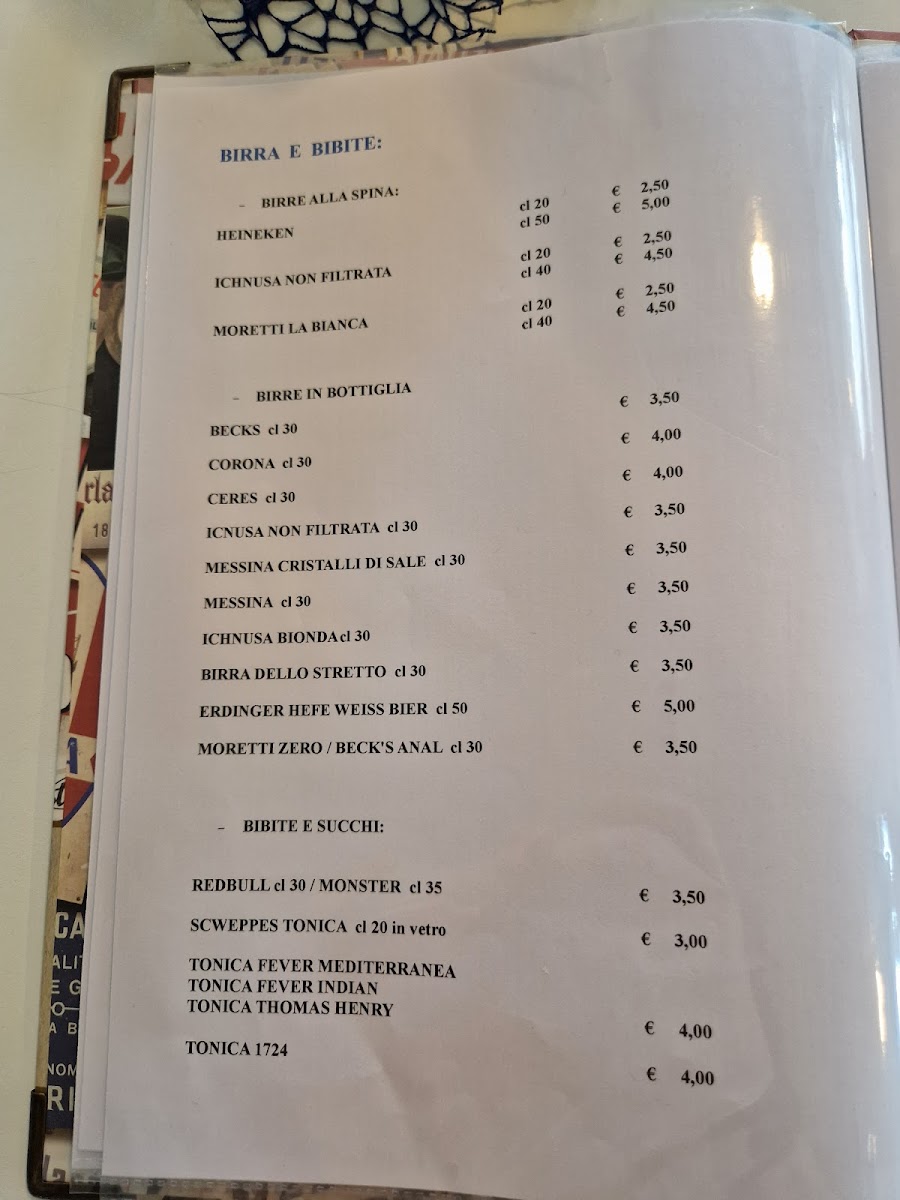 BIRRA E BIBITE:
- BIRRE ALLA SPINA:
HEINEKEN cl 20 € 2,50
cl 50 € 5,00
ICHNUSA NON FILTRATA cl 20 € 2,50
cl 40 € 4,50
MORETTI LA BIANCA cl 20 € 2,50
cl 40 € 4,50
- BIRRE IN BOTTIGLIA
BECKS cl 30 € 3,50
CORONA cl 30 € 4,00
CERES cl 30 € 4,00
ICNUSA NON FILTRATA cl 30 € 3,50
MESSINA CRISTALLI DI SALE cl 30 € 3,50
MESSINA cl 30 € 3,50
ICHNUSA BIONDA cl 30 € 3,50
BIRRA DELLO STRETTO cl 30 € 3,50
ERDINGER HEFE WEISS BIER cl 50 € 5,00
MORETTI ZERO / BECK'S ANAL cl 30 € 3,50
- BIBITE E SUCCHI:
REDBULL cl 30 / MONSTER cl 35 € 3,50
SCWEPPES TONICA cl 20 in vetro € 3,00
TONICA FEVER MEDITERRANEA
TONICA FEVER INDIAN
TONICA THOMAS HENRY € 4,00
TONICA 1724 € 4,00